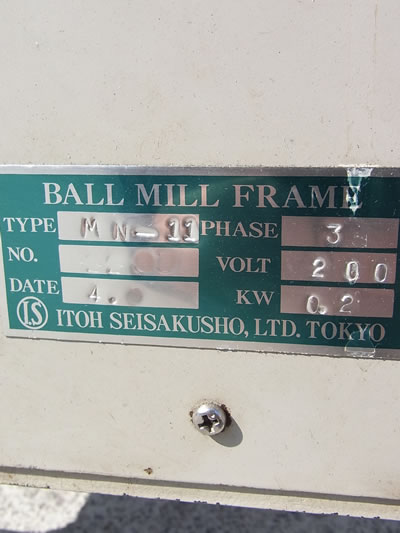 BALL MILL FRAME
TYPE MN-11 PHASE 3
NO. VOLT 200
DATE 4. KW 0.2
I.S ITOH SEISAKUSHO, LTD. TOKYO